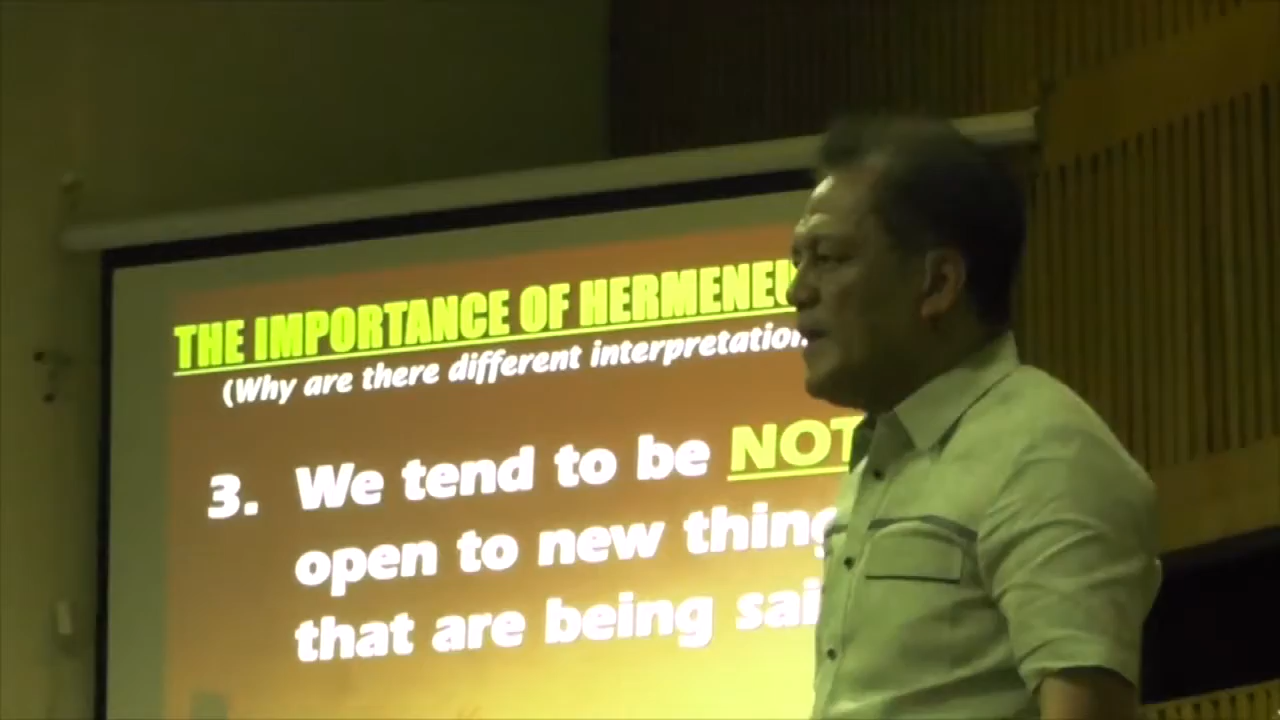 THE IMPORTANCE OF HERMENEU
(Why are there different interpretation
3. We tend to be NOT
open to new thing
that are being sai